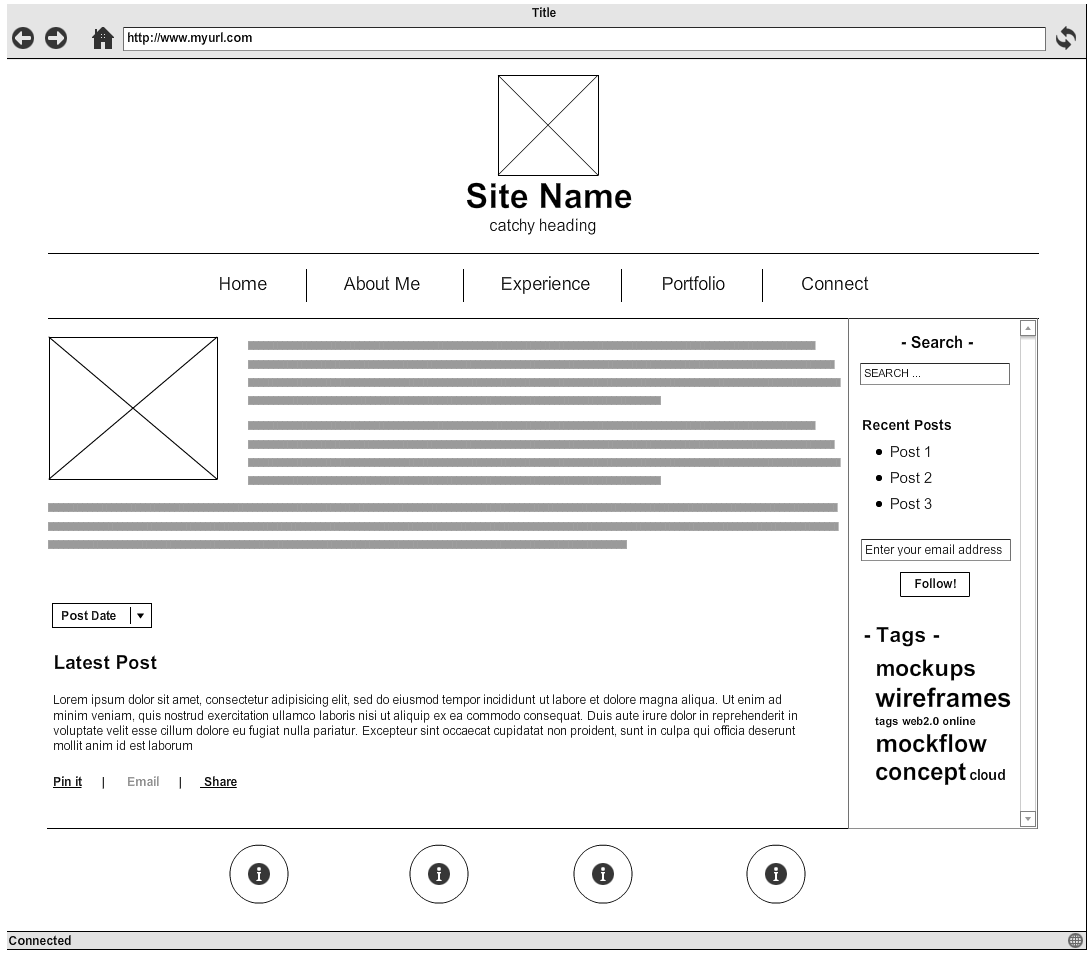 Title
http://www.myurl.com
Site Name
catchy heading
Home
About Me
Experience
Portfolio
Connect
- Search -
SEARCH ...
Recent Posts
Post 1
Post 2
Post 3
Enter your email address
Follow!
- Tags -
mockups
wireframes
tags web2.0 online
mockflow
concept cloud
Post Date
Latest Post
Lorem ipsum dolor sit amet, consectetur adipisicing elit, sed do eiusmod tempor incididunt ut labore et dolore magna aliqua. Ut enim ad
minim veniam, quis nostrud exercitation ullamco laboris nisi ut aliquip ex ea commodo consequat. Duis aute irure dolor in reprehenderit in
voluptate velit esse cillum dolore eu fugiat nulla pariatur. Excepteur sint occaecat cupidatat non proident, sunt in culpa qui officia deserunt
mollit anim id est laborum
Pin it | Email | Share
Connected